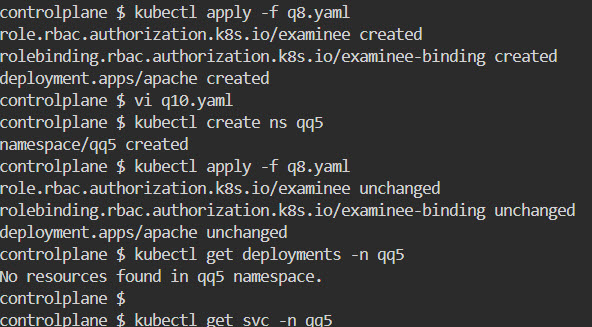 controlplane $ kubectl apply -f q8.yaml
role.rbac.authorization.k8s.io/examinee created
rolebinding.rbac.authorization.k8s.io/examinee-binding created
deployment.apps/apache created
controlplane $ vi q10.yaml
controlplane $ kubectl create ns qq5
namespace/qq5 created
controlplane $ kubectl apply -f q8.yaml
role.rbac.authorization.k8s.io/examinee unchanged
rolebinding.rbac.authorization.k8s.io/examinee-binding unchanged
deployment.apps/apache unchanged
controlplane $ kubectl get deployments -n qq5
No resources found in qq5 namespace.
controlplane $
controlplane $ kubectl get svc -n qq5